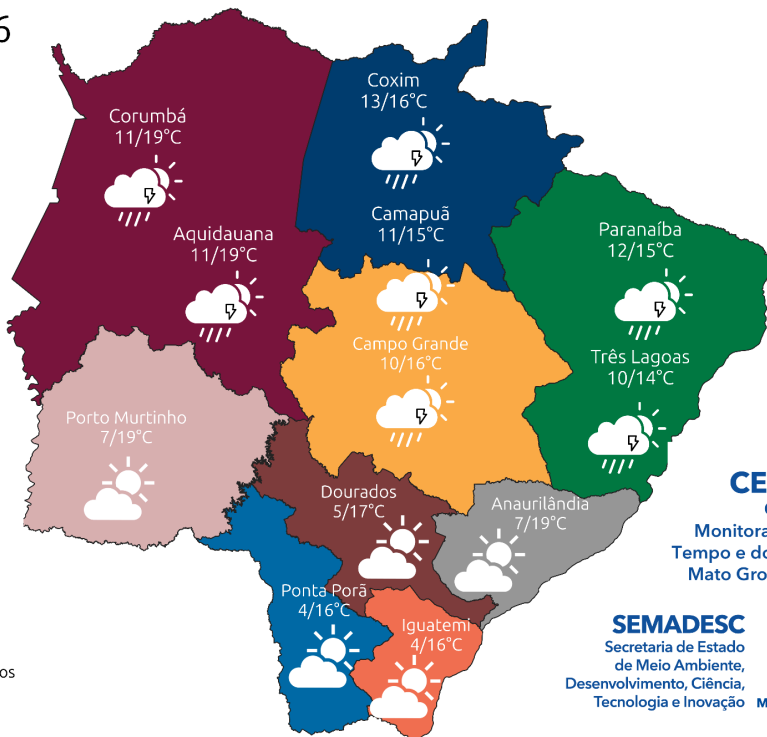 Coxim
13/16°C
Corumbá
11/19°C
Camapuã
11/15°C
Aquidauana
11/19°C
Paranaíba
12/15°C
Campo Grande
10/16°C
Três Lagoas
10/14°C
Porto Murtinho
7/19°C
Dourados
5/17°C
Anaurilândia
7/19°C
Ponta Porã
4/16°C
Iguatemi
4/16°C
SEMADESC
Secretaria de Estado
de Meio Ambiente,
Desenvolvimento, Ciência,
Tecnologia e Inovação